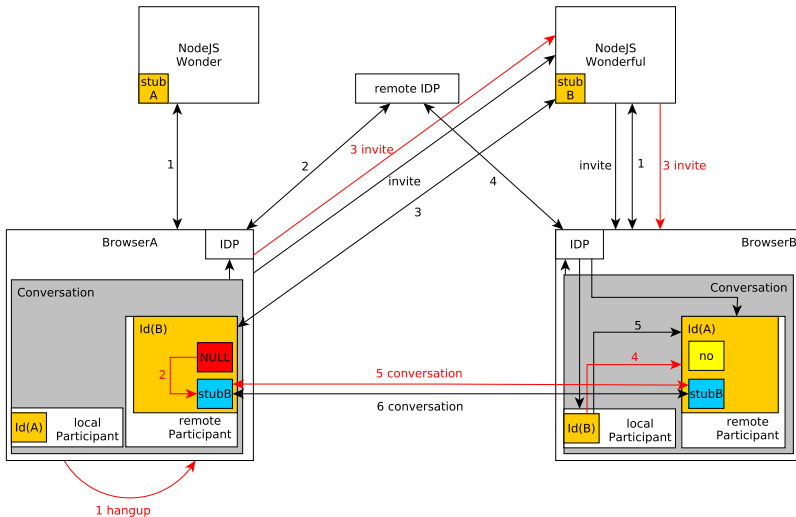 NodeJS
Wonder
stub
A
remote IDP
NodeJS
Wonderful
stub
B
1
2
3 invite
invite
3
4
invite
1
3 invite
BrowserA
IDP
Conversation
Id(B)
NULL
2
stubB
Id(A)
local
Participant
remote
Participant
1 hangup
5 conversation
6 conversation
IDP
BrowserB
Conversation
5
4
Id(A)
no
stubB
Id(B)
local
Participant
remote
Participant